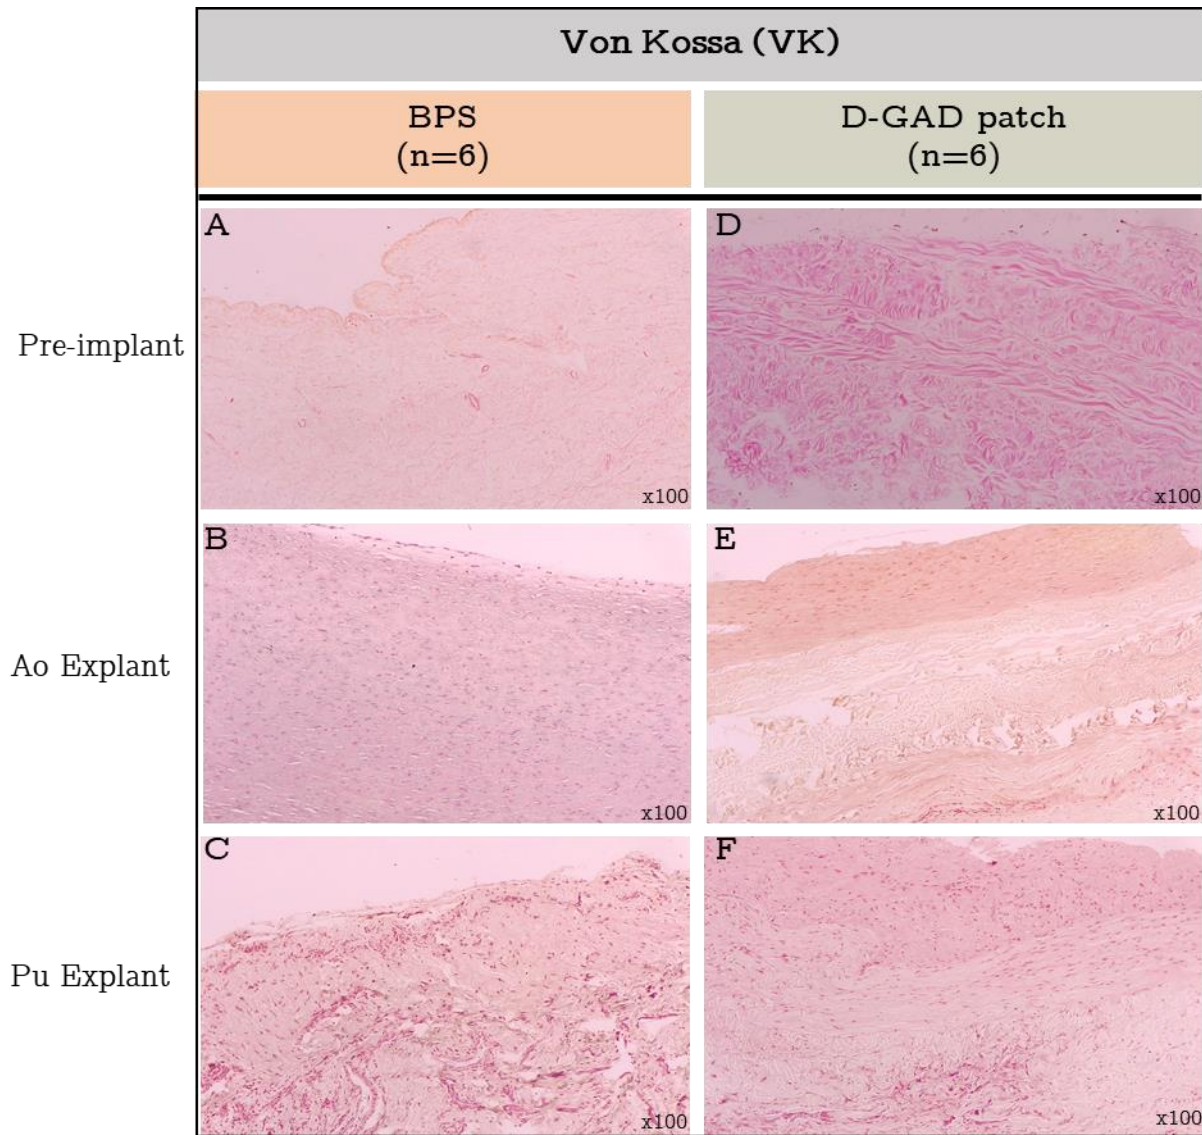 Von Kossa (VK)
BPS
(n=6)
D-GAD patch
(n=6)
Pre-implant
A
x100
D
x100
Ao Explant
B
x100
E
x100
Pu Explant
C
x100
F
x100